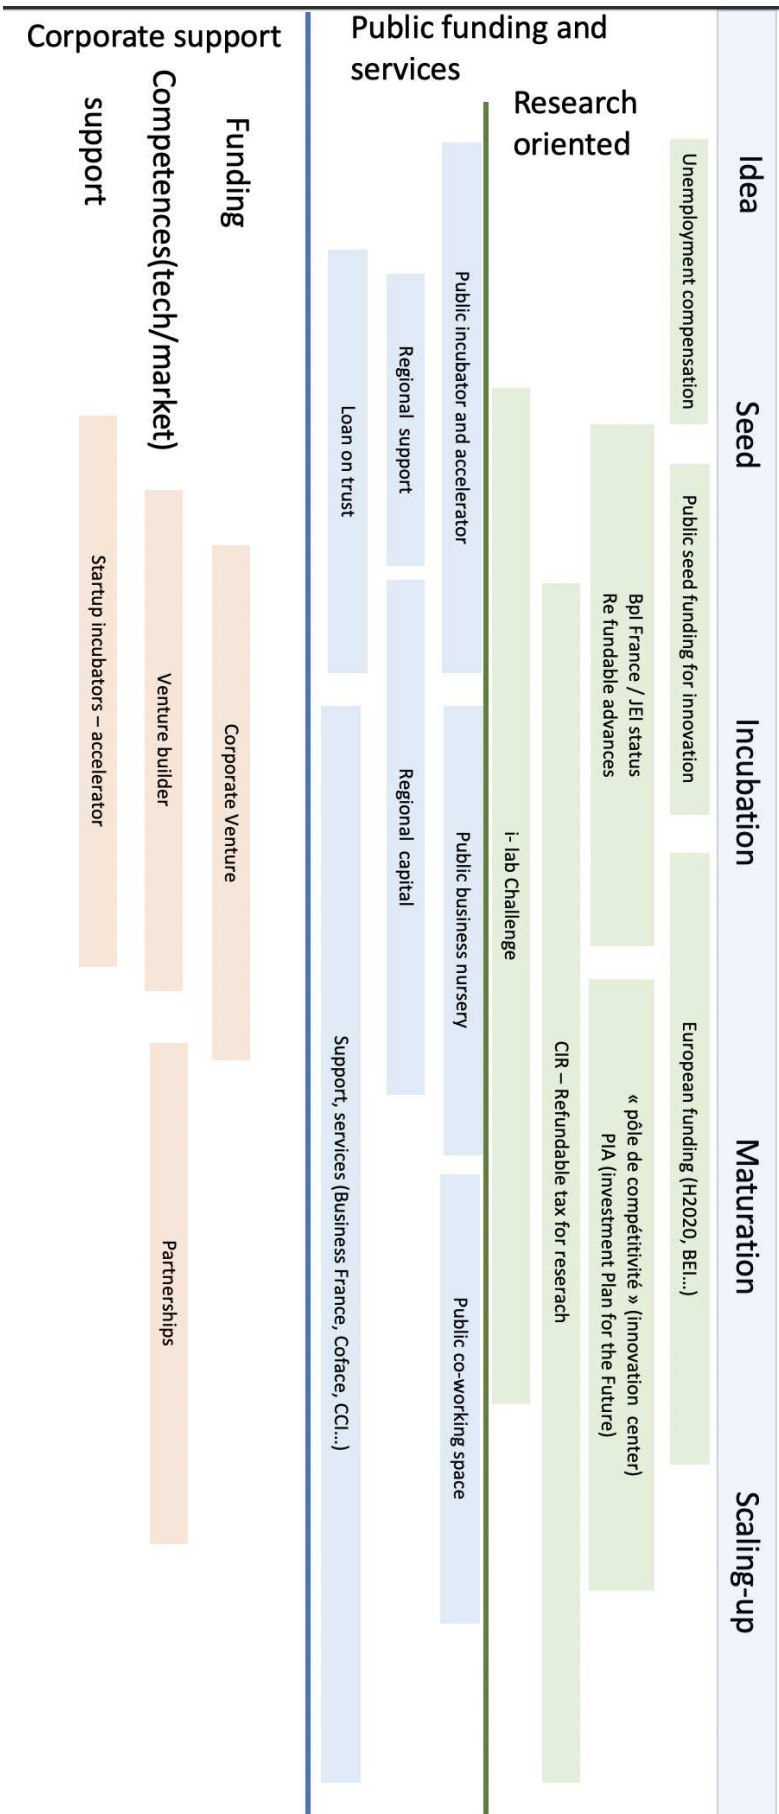 Idea
Seed
Incubation
Maturation
Scaling-up
Research
oriented
Unemployment compensation
Public seed funding for innovation
European funding (H2020, BEI...)
BpI France / JEI status
Re fundable advances
« pôle de compétitivité » (innovation center)
PIA (investment Plan for the Future)
CIR – Refundable tax for reserach
i- lab Challenge
Public funding and
services
Public incubator and accelerator
Public business nursery
Public co-working space
Regional support
Regional capital
Loan on trust
Support, services (Business France, Coface, CCI...)
Corporate support
Funding
Corporate Venture
Competences(tech/market)
Venture builder
Partnerships
support
Startup incubators – accelerator